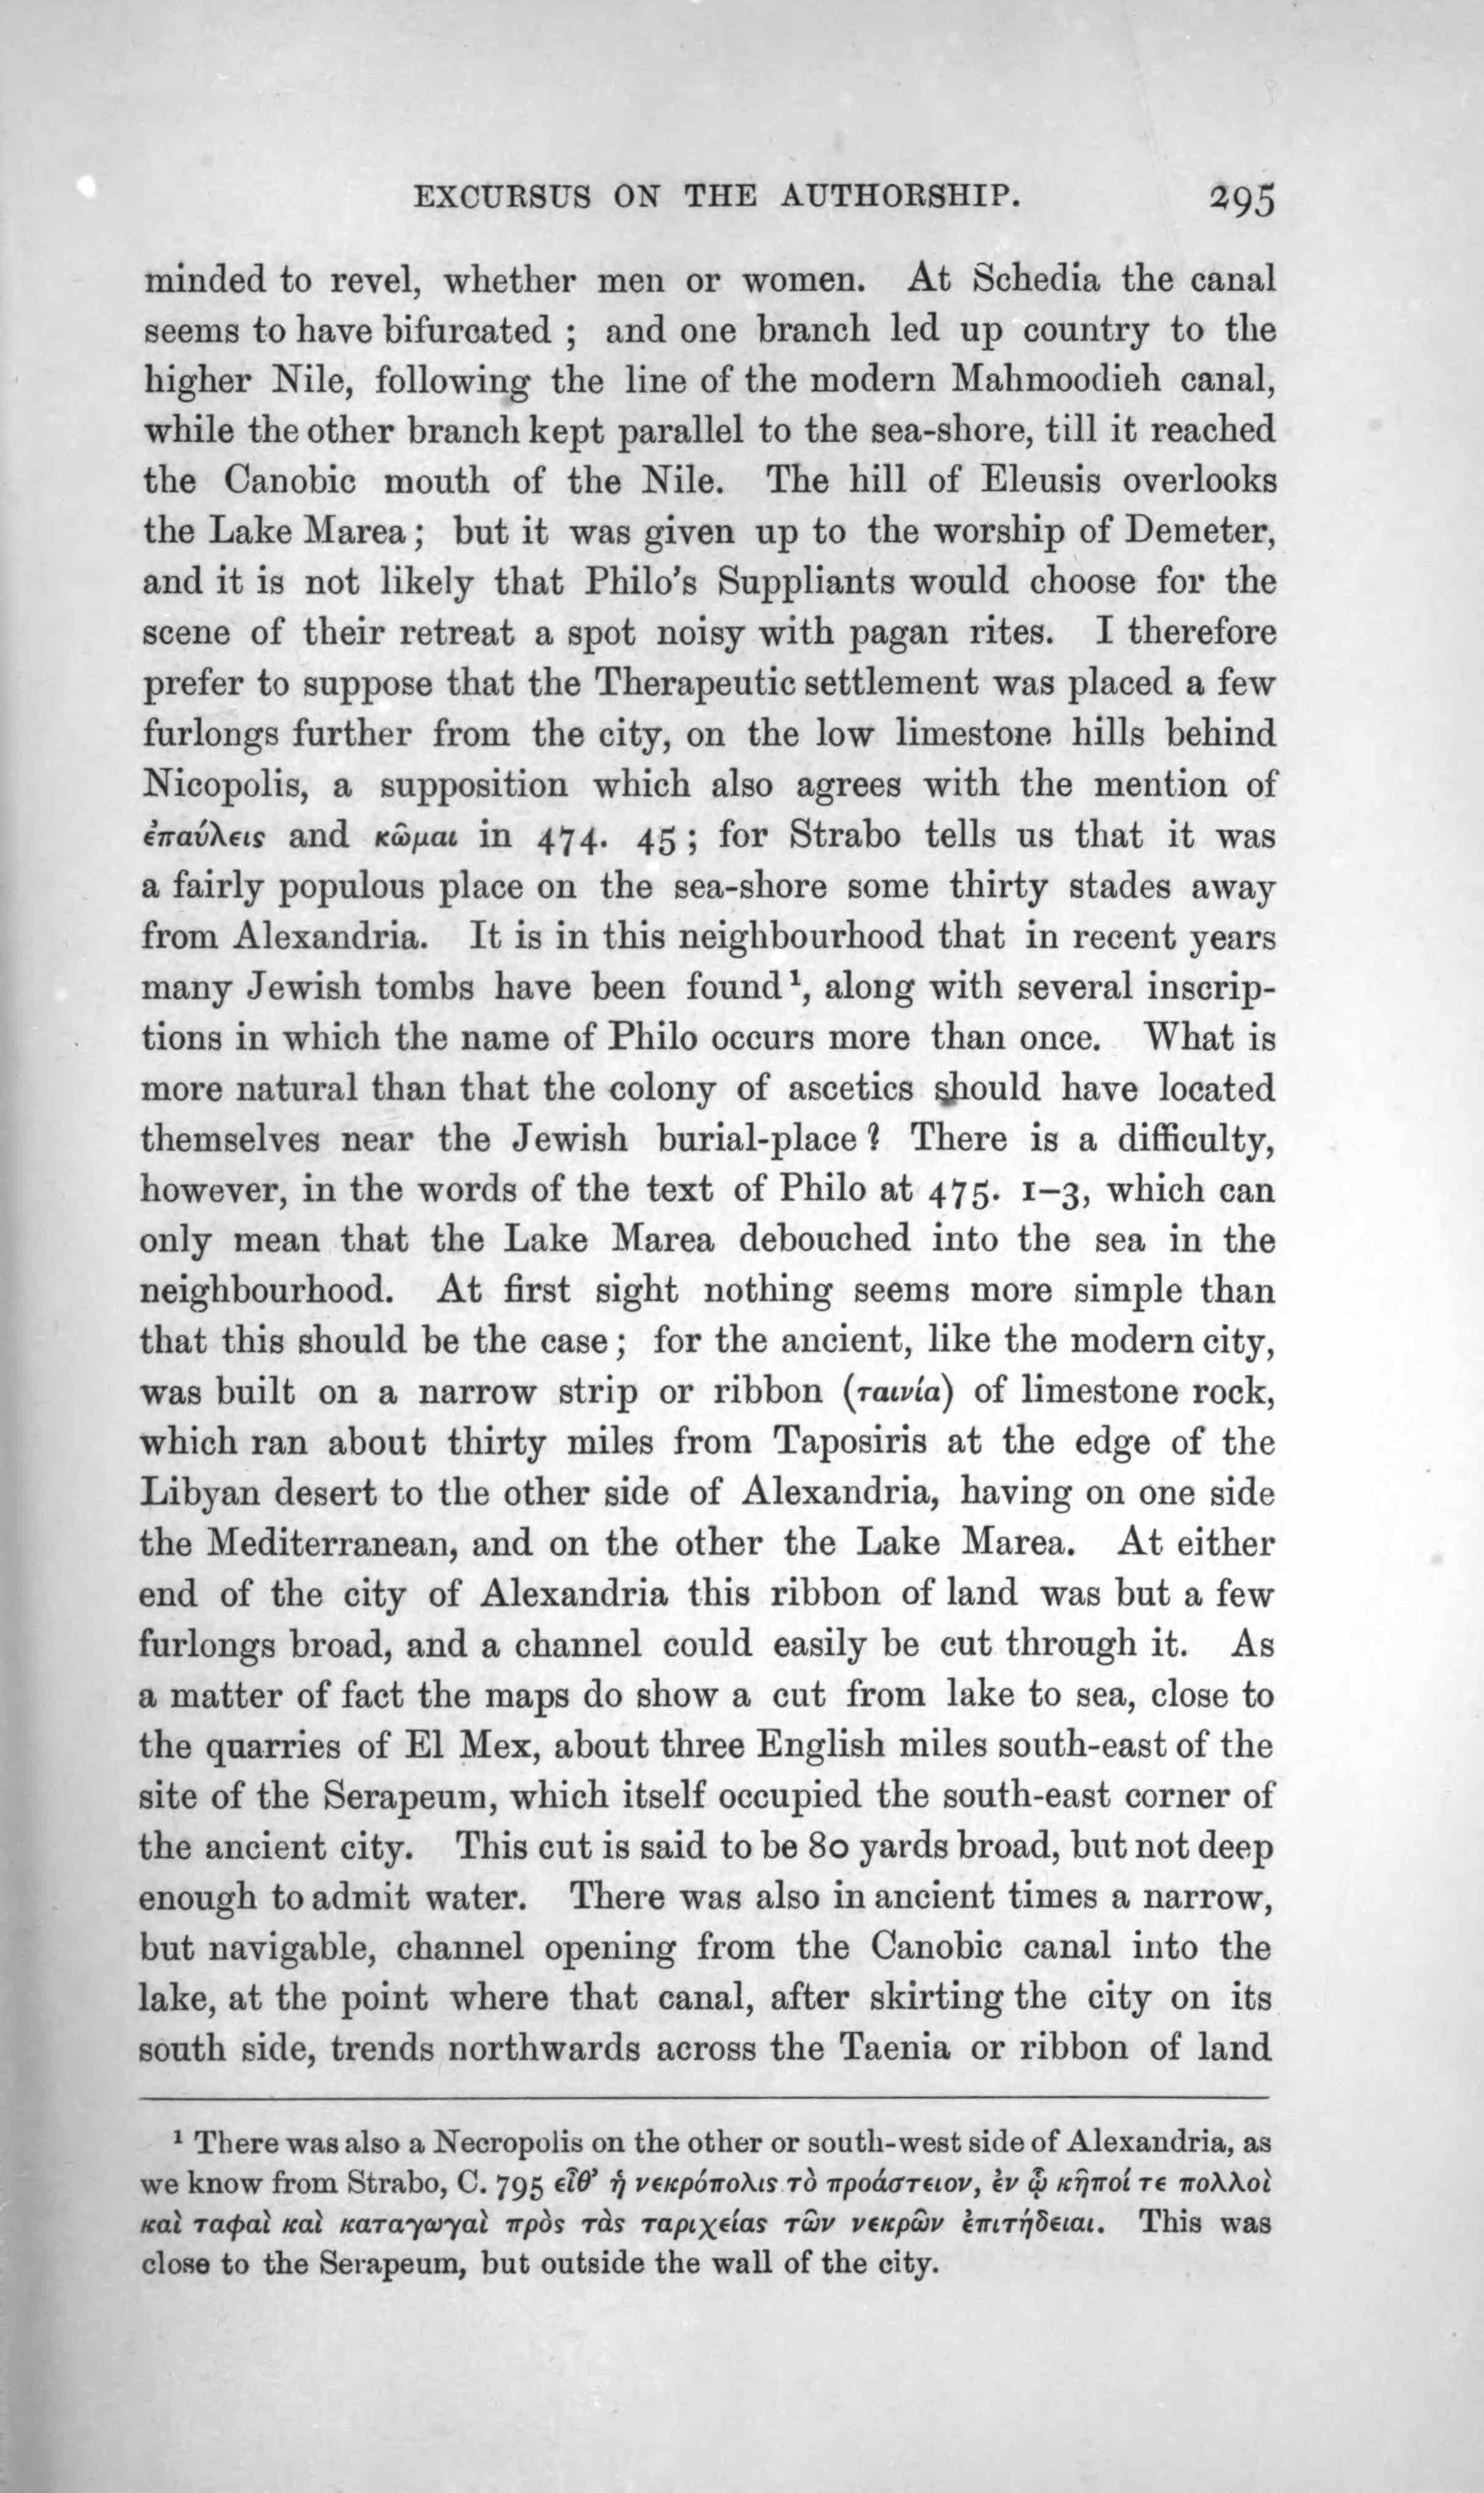 EXCURSUS ON THE AUTHORSHIP. 295
minded to revel, whether men or women. At Schedia the canal
seems to have bifurcated ; and one branch led up country to the
higher Nile, following the line of the modern Mahmoodieh canal,
while the other branch kept parallel to the sea-shore, till it reached
the Canobic mouth of the Nile. The hill of Eleusis overlooks
the Lake Marea ; but it was given up to the worship of Demeter,
and it is not likely that Philo's Suppliants would choose for the
scene of their retreat a spot noisy with pagan rites. I therefore
prefer to suppose that the Therapeutic settlement was placed a few
furlongs further from the city, on the low limestone hills behind
Nicopolis, a supposition which also agrees with the mention of
ἐπαύλεις and κῶμαι in 474. 45 ; for Strabo tells us that it was
a fairly populous place on the sea-shore some thirty stades away
from Alexandria. It is in this neighbourhood that in recent years
many Jewish tombs have been found ¹, along with several inscrip-
tions in which the name of Philo occurs more than once. What is
more natural than that the colony of ascetics should have located
themselves near the Jewish burial-place ? There is a difficulty,
however, in the words of the text of Philo at 475. 1–3, which can
only mean that the Lake Marea debouched into the sea in the
neighbourhood. At first sight nothing seems more simple than
that this should be the case ; for the ancient, like the modern city,
was built on a narrow strip or ribbon (ταινία) of limestone rock,
which ran about thirty miles from Taposiris at the edge of the
Libyan desert to the other side of Alexandria, having on one side
the Mediterranean, and on the other the Lake Marea. At either
end of the city of Alexandria this ribbon of land was but a few
furlongs broad, and a channel could easily be cut through it. As
a matter of fact the maps do show a cut from lake to sea, close to
the quarries of El Mex, about three English miles south-east of the
site of the Serapeum, which itself occupied the south-east corner of
the ancient city. This cut is said to be 80 yards broad, but not deep
enough to admit water. There was also in ancient times a narrow,
but navigable, channel opening from the Canobic canal into the
lake, at the point where that canal, after skirting the city on its
south side, trends northwards across the Taenia or ribbon of land
¹ There was also a Necropolis on the other or south-west side of Alexandria, as
we know from Strabo, C. 795 εἶθ' ἡ νεκρόπολις τὸ προάστειον, ἐν ᾧ κῆποί τε πολλοὶ
καὶ ταφαὶ καὶ καταγωγαὶ πρὸς τὰς ταριχείας τῶν νεκρῶν ἐπιτήδειαι. This was
close to the Serapeum, but outside the wall of the city.